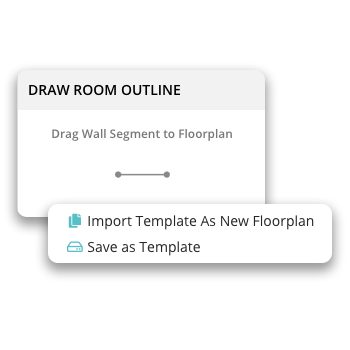 DRAW ROOM OUTLINE
Drag Wall Segment to Floorplan
Import Template As New Floorplan
Save as Template